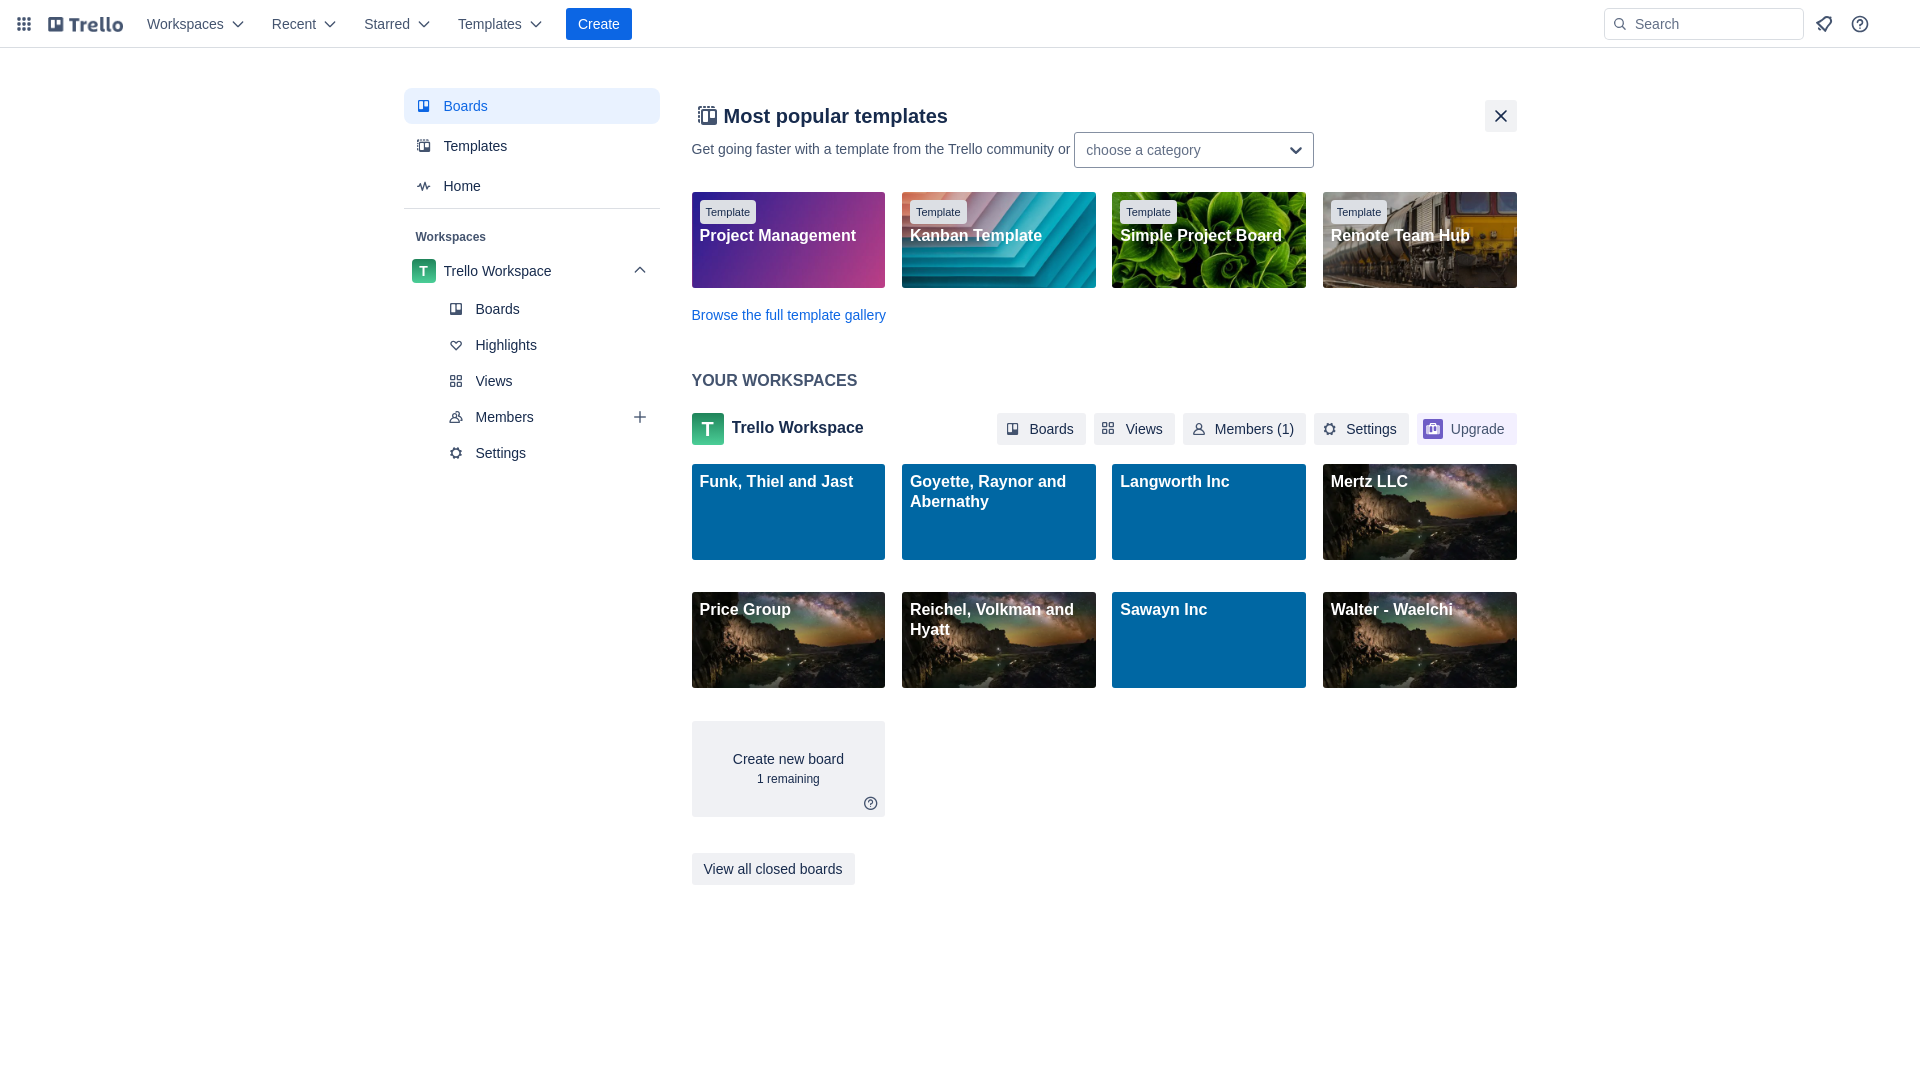 Trello
Workspaces
Recent
Starred
Templates
Create
Search
Boards
Templates
Home
Workspaces
T
Trello Workspace
Boards
Highlights
Views
Members
Settings
Most popular templates
Get going faster with a template from the Trello community or
choose a category
Template
Project Management
Template
Kanban Template
Template
Simple Project Board
Template
Remote Team Hub
Browse the full template gallery
YOUR WORKSPACES
T
Trello Workspace
Boards
Views
Members (1)
Settings
Upgrade
Funk, Thiel and Jast
Goyette, Raynor and
Abernathy
Langworth Inc
Mertz LLC
Price Group
Reichel, Volkman and
Hyatt
Sawayn Inc
Walter - Waelchi
Create new board
1 remaining
View all closed boards